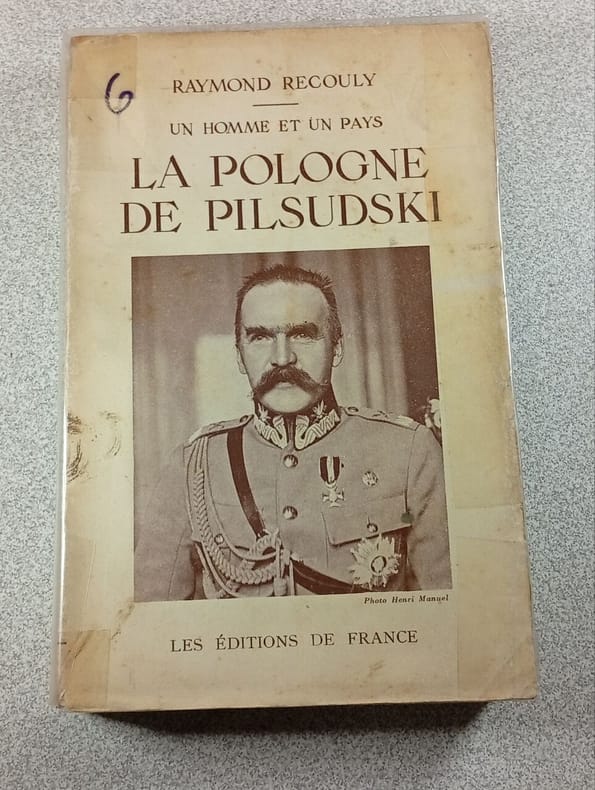 6
RAYMOND RECOULY
UN HOMME ET UN PAYS
LA POLOGNE
DE PILSUDSKI
Photo Henri Manuel
LES ÉDITIONS DE FRANCE